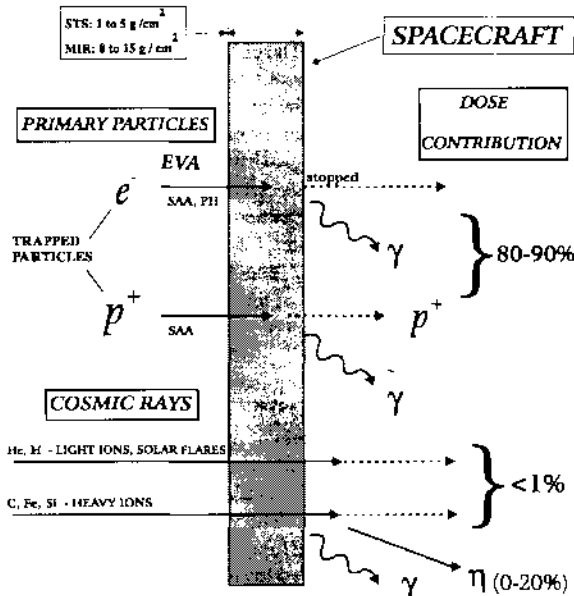 STS: 1 to 5 g/cm²
MIR: 8 to 15 g/cm²
SPACECRAFT
DOSE
CONTRIBUTION
PRIMARY PARTICLES
EVA
e⁻
SAA, PH
stopped
γ
80-90%
TRAPPED
PARTICLES
p⁺
SAA
p⁺
γ
COSMIC RAYS
He, H - LIGHT IONS, SOLAR FLARES
<1%
C, Fe, Si - HEAVY IONS
γ
η (0-20%)